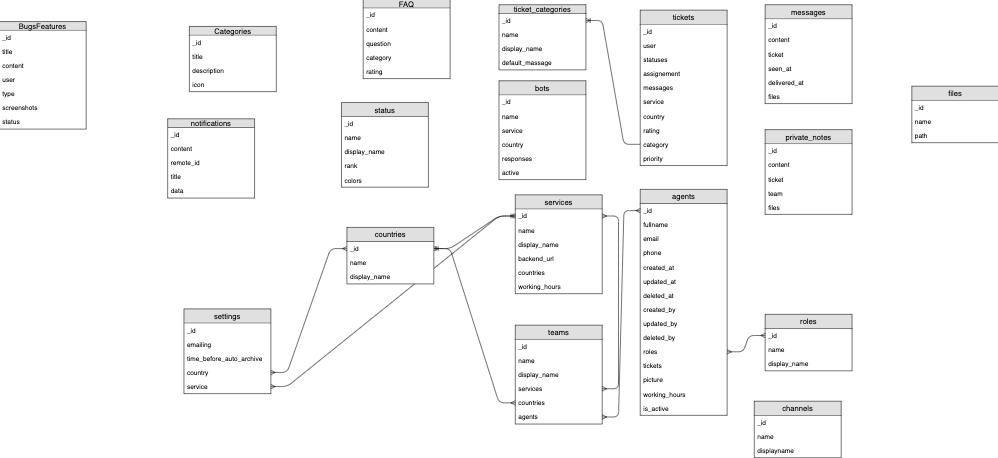 BugsFeatures
_id
title
content
user
type
screenshots
status
Categories
_id
title
description
icon
notifications
_id
content
remote_id
title
data
FAQ
_id
content
question
category
rating
status
_id
name
display_name
rank
colors
countries
_id
name
display_name
settings
_id
emailing
time_before_auto_archive
country
service
ticket_categories
_id
name
display_name
default_massage
bots
_id
name
service
country
responses
active
services
_id
name
display_name
backend_url
countries
working_hours
teams
_id
name
display_name
services
countries
agents
tickets
_id
user
statuses
assignement
messages
service
country
rating
category
priority
agents
_id
fullname
email
phone
created_at
updated_at
deleted_at
created_by
updated_by
deleted_by
roles
tickets
picture
working_hours
is_active
messages
_id
content
ticket
seen_at
delivered_at
files
private_notes
_id
content
ticket
team
files
roles
_id
name
display_name
channels
_id
name
displayname
files
_id
name
path